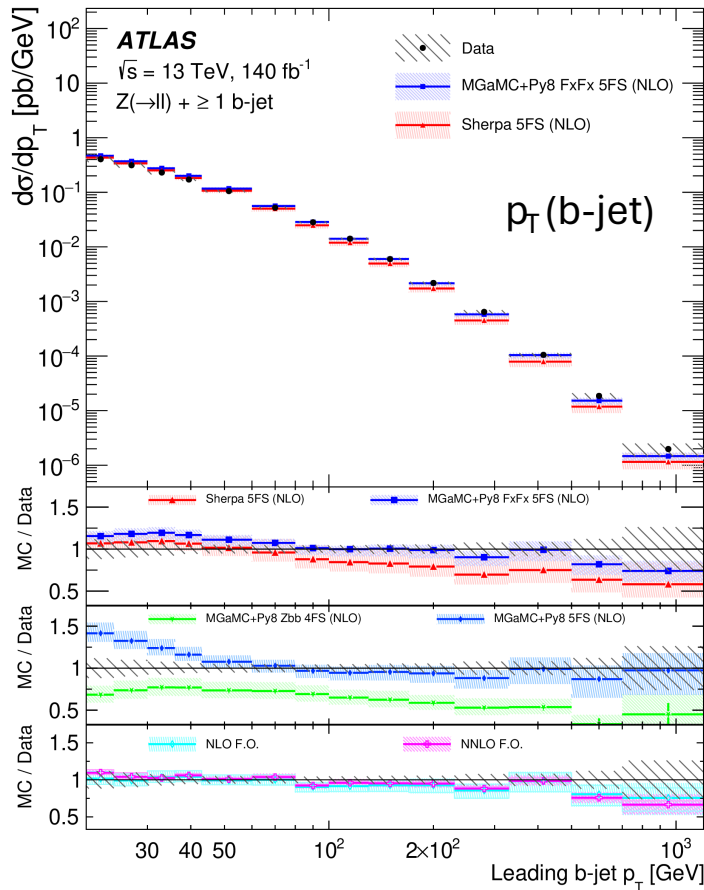 ATLAS
√s = 13 TeV, 140 fb⁻¹
Z(→ll) + ≥ 1 b-jet
Data
MGaMC+Py8 FxFx 5FS (NLO)
Sherpa 5FS (NLO)
p_T (b-jet)
dσ/dp_T [pb/GeV]
10²
10
1
10⁻¹
10⁻²
10⁻³
10⁻⁴
10⁻⁵
10⁻⁶
Sherpa 5FS (NLO) MGaMC+Py8 FxFx 5FS (NLO)
MC / Data
1.5
1
0.5
MGaMC+Py8 Zbb 4FS (NLO) MGaMC+Py8 5FS (NLO)
MC / Data
1.5
1
0.5
NLO F.O. NNLO F.O.
MC / Data
1.5
1
0.5
30 40 50 10² 2×10² 10³
Leading b-jet p_T [GeV]